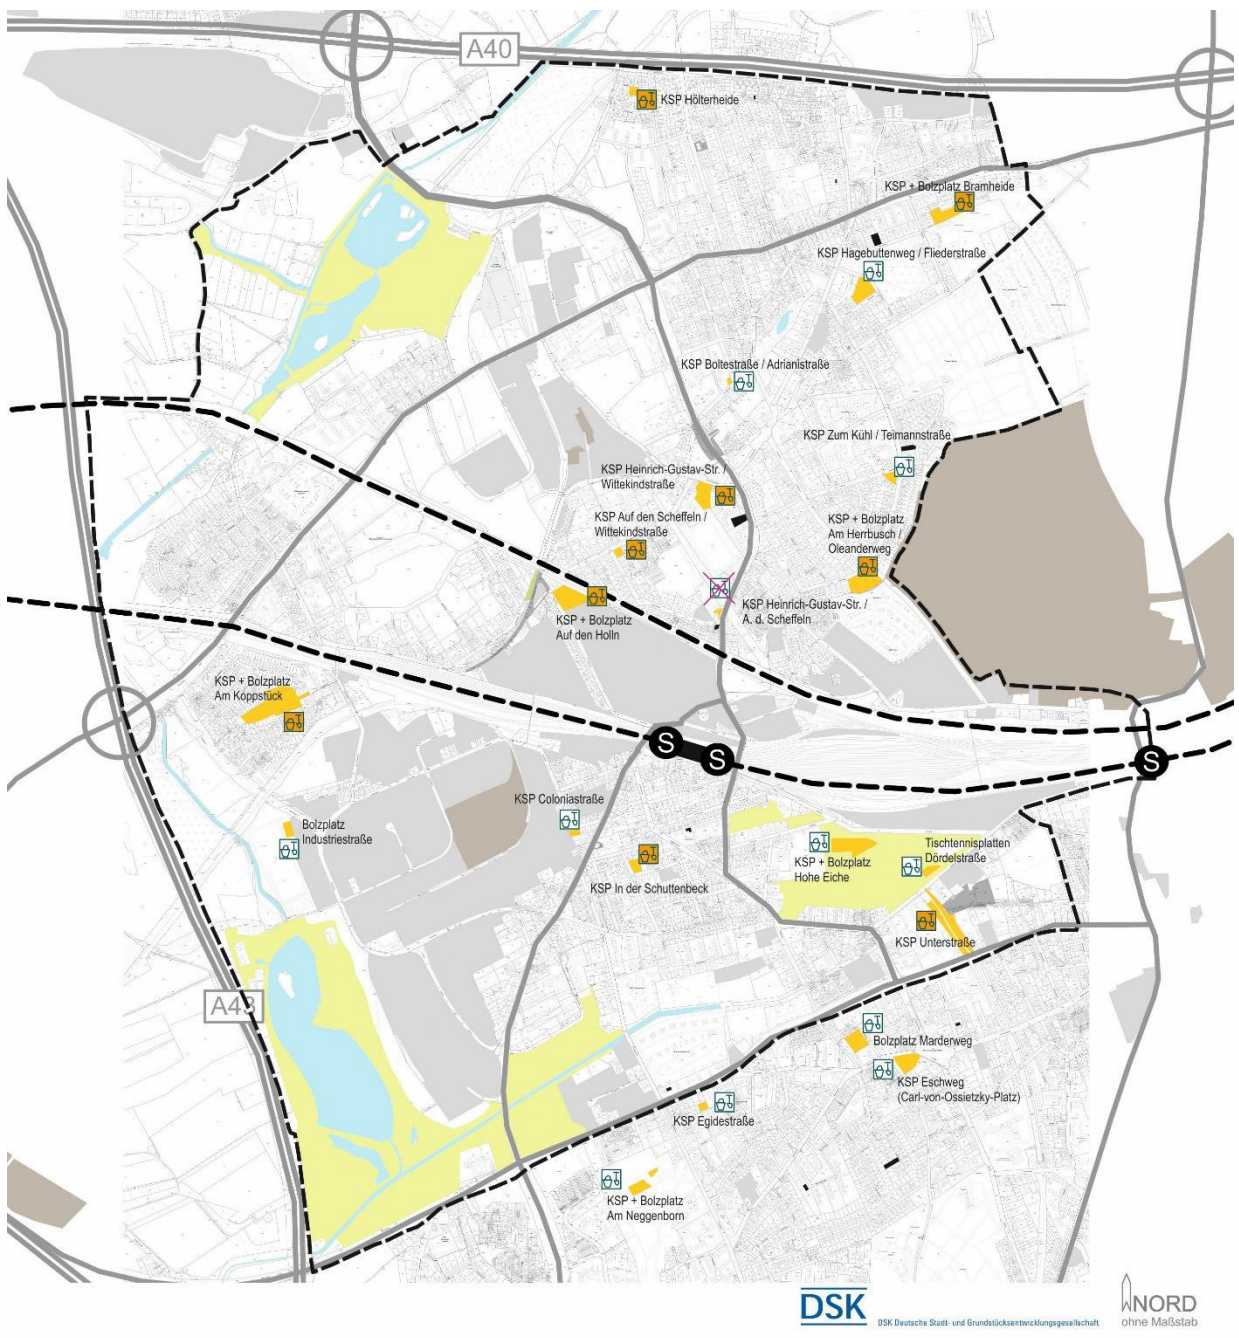 A40
KSP Hölterheide
KSP + Bolzplatz Bramheide
KSP Hagebuttenweg / Fliederstraße
KSP Boltestraße / Adrianistraße
KSP Zum Kühl / Teimannstraße
KSP Heinrich-Gustav-Str. /
Wittekindstraße
KSP Auf den Scheffeln /
Wittekindstraße
KSP + Bolzplatz
Am Herrbusch /
Oleanderweg
KSP + Bolzplatz
Auf den Holln
KSP Heinrich-Gustav-Str. /
A. d. Scheffeln
KSP + Bolzplatz
Am Koppstück
S
S
S
KSP Coloniastraße
Bolzplatz
Industriestraße
KSP In der Schuttenbeck
KSP + Bolzplatz
Hohe Eiche
Tischtennisplatten
Dördelstraße
KSP Unterstraße
A43
Bolzplatz Marderweg
KSP Eschweg
(Carl-von-Ossietzky-Platz)
KSP Egidestraße
KSP + Bolzplatz
Am Neggenborn
DSK
DSK Deutsche Stadt- und Grundstücksentwicklungsgesellschaft
NORD
ohne Maßstab